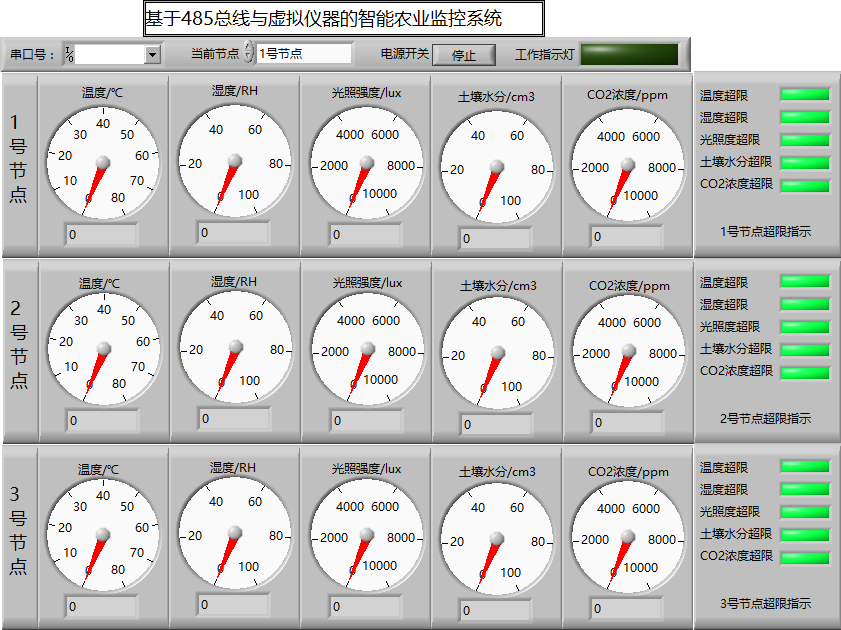 基于485总线与虚拟仪器的智能农业监控系统
串口号： I/O 当前节点 1号节点 电源开关 停止 工作指示灯
1号节点
温度/℃ 湿度/RH 光照强度/lux 土壤水分/cm3 CO2浓度/ppm
0 10 20 30 40 50 60 70 80
0 20 40 60 80 100
0 2000 4000 6000 8000 10000
0 20 40 60 80 100
0 2000 4000 6000 8000 10000
0 0 0 0 0
温度超限
湿度超限
光照度超限
土壤水分超限
CO2浓度超限
1号节点超限指示
2号节点
温度/℃ 湿度/RH 光照强度/lux 土壤水分/cm3 CO2浓度/ppm
0 10 20 30 40 50 60 70 80
0 20 40 60 80 100
0 2000 4000 6000 8000 10000
0 20 40 60 80 100
0 2000 4000 6000 8000 10000
0 0 0 0 0
温度超限
湿度超限
光照度超限
土壤水分超限
CO2浓度超限
2号节点超限指示
3号节点
温度/℃ 湿度/RH 光照强度/lux 土壤水分/cm3 CO2浓度/ppm
0 10 20 30 40 50 60 70 80
0 20 40 60 80 100
0 2000 4000 6000 8000 10000
0 20 40 60 80 100
0 2000 4000 6000 8000 10000
0 0 0 0 0
温度超限
湿度超限
光照度超限
土壤水分超限
CO2浓度超限
3号节点超限指示